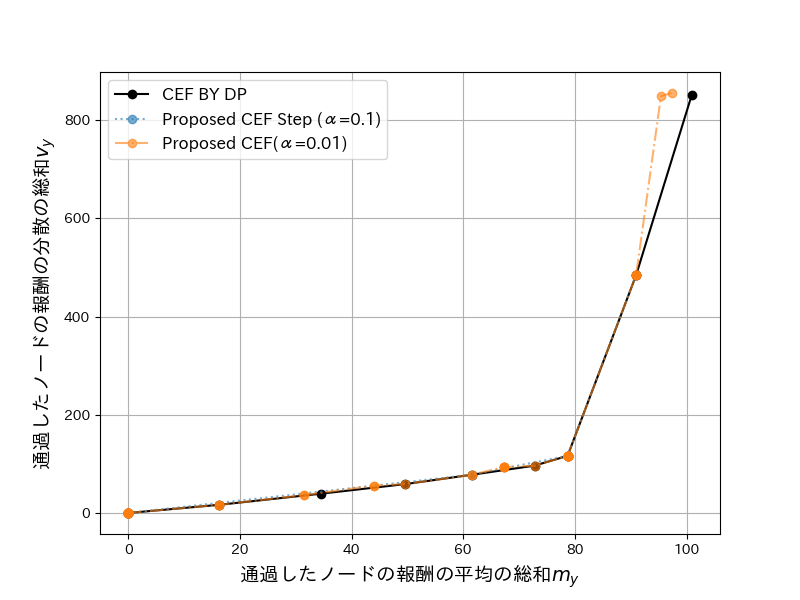 CEF BY DP
Proposed CEF Step (α=0.1)
Proposed CEF(α=0.01)
通過したノードの報酬の分散の総和v_y
800
600
400
200
0
0 20 40 60 80 100
通過したノードの報酬の平均の総和m_y